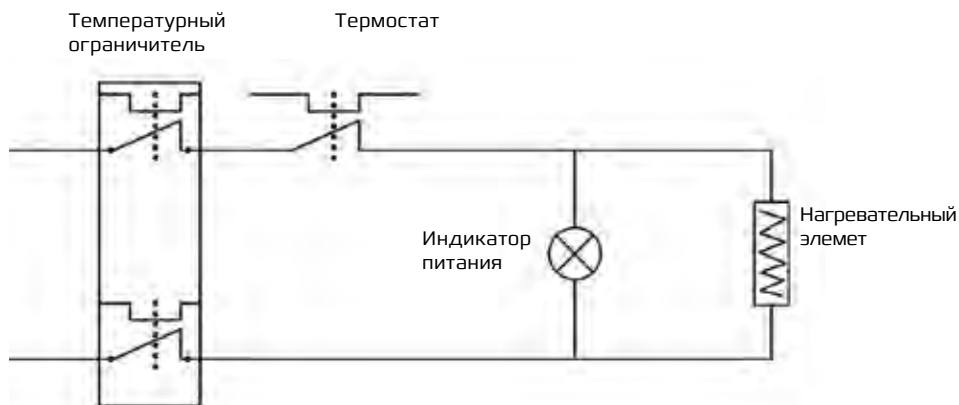 Температурный
ограничитель
Термостат
Индикатор
питания
Нагревательный
элемет